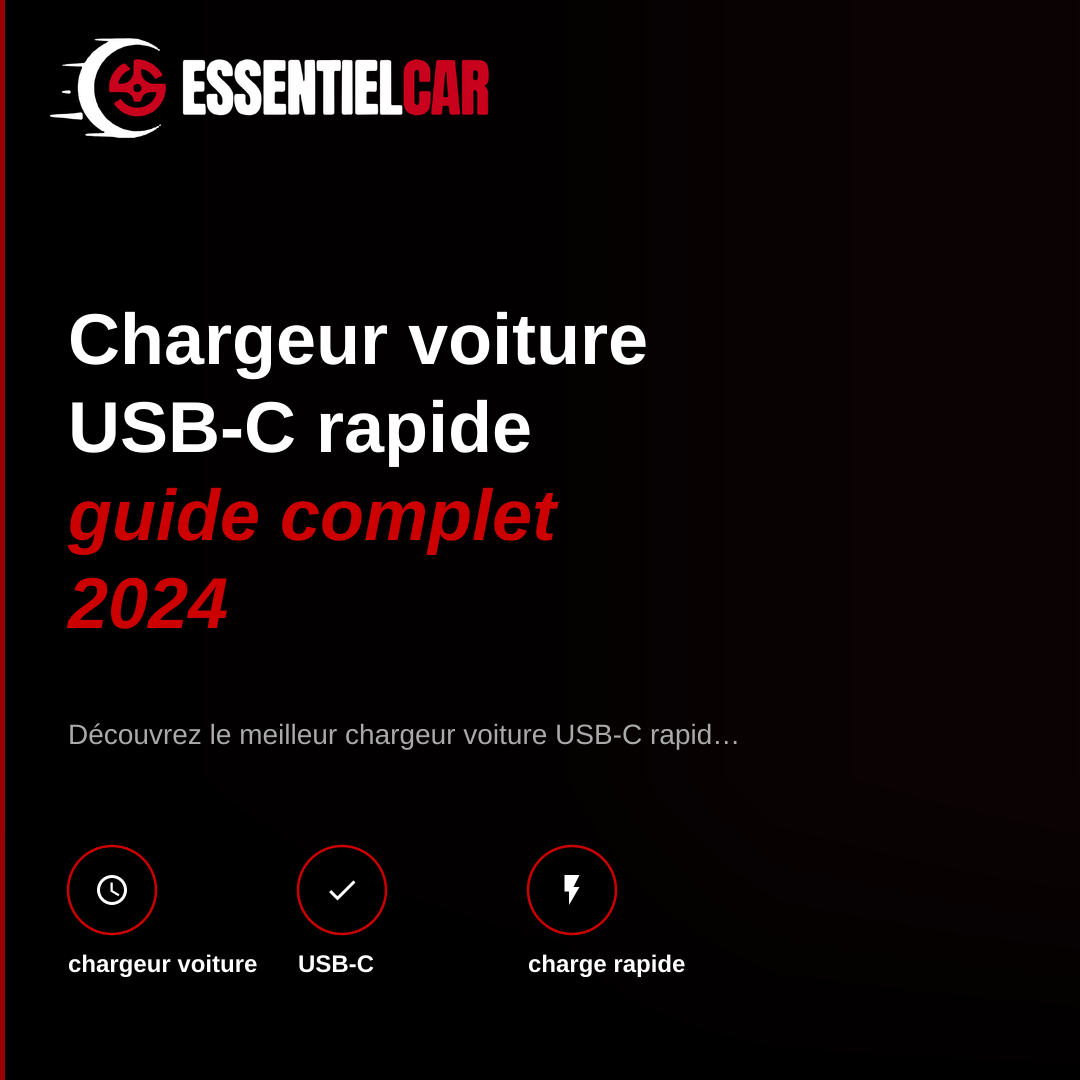 ESSENTIELCAR
Chargeur voiture
USB-C rapide
guide complet
2024
Découvrez le meilleur chargeur voiture USB-C rapid…
chargeur voiture
USB-C
charge rapide